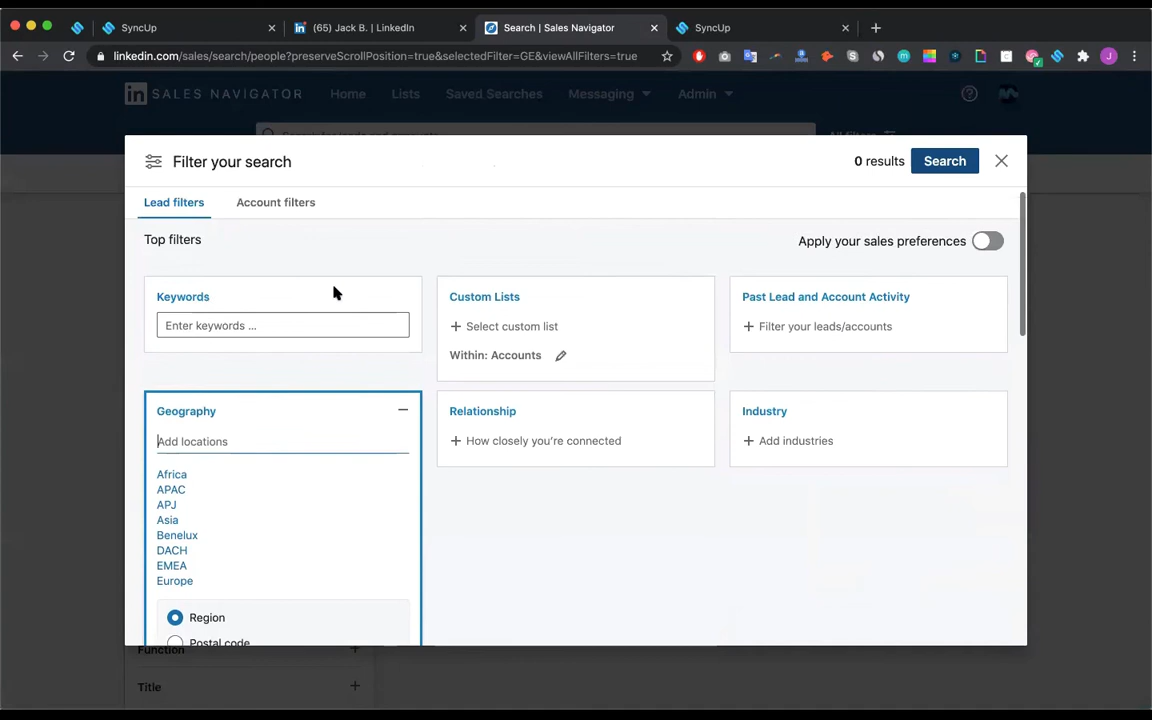 SyncUp
(65) Jack B. | LinkedIn
Search | Sales Navigator
SyncUp
linkedin.com/sales/search/people?preserveScrollPosition=true&selectedFilter=GE&viewAllFilters=true
in SALES NAVIGATOR Home Lists Saved Searches Messaging Admin
Filter your search
0 results
Search
Lead filters
Account filters
Top filters
Apply your sales preferences
Keywords
Enter keywords ...
Custom Lists
+ Select custom list
Within: Accounts
Past Lead and Account Activity
+ Filter your leads/accounts
Geography
Add locations
Africa
APAC
APJ
Asia
Benelux
DACH
EMEA
Europe
Region
Postal code
Relationship
+ How closely you're connected
Industry
+ Add industries
Function
Title